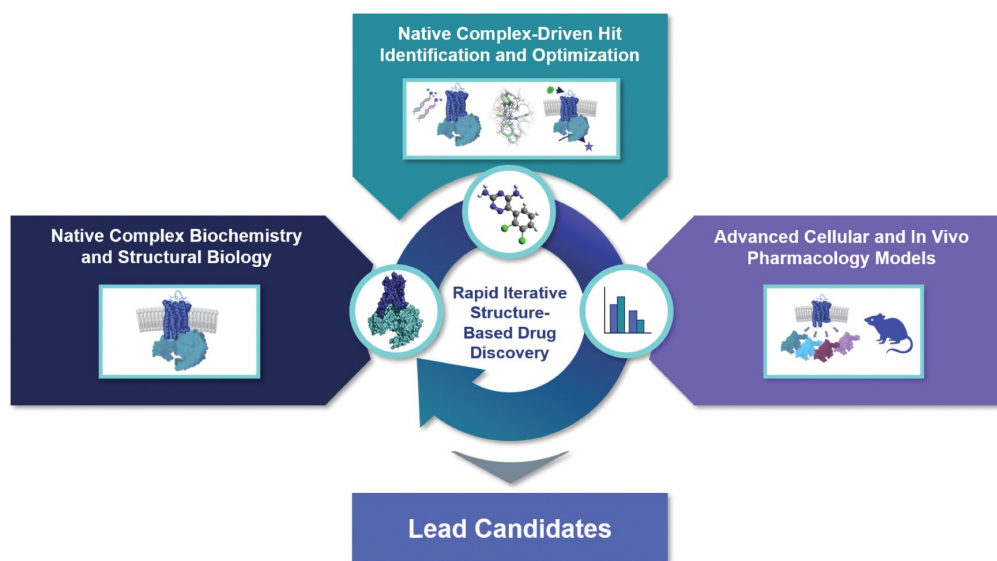 Native Complex-Driven Hit
Identification and Optimization
Native Complex Biochemistry
and Structural Biology
Advanced Cellular and In Vivo
Pharmacology Models
Rapid Iterative
Structure-
Based Drug
Discovery
Lead Candidates